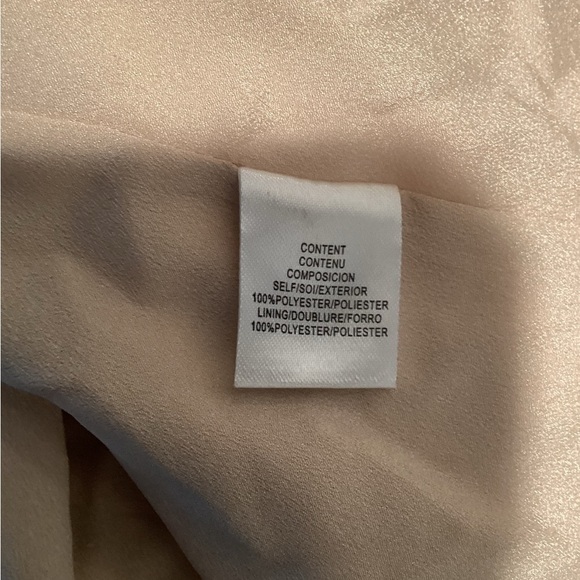 CONTENT
CONTENU
COMPOSICION
SELF/SOI/EXTERIOR
100%POLYESTER/POLIESTER
LINING/DOUBLURE/FORRO
100%POLYESTER/POLIESTER